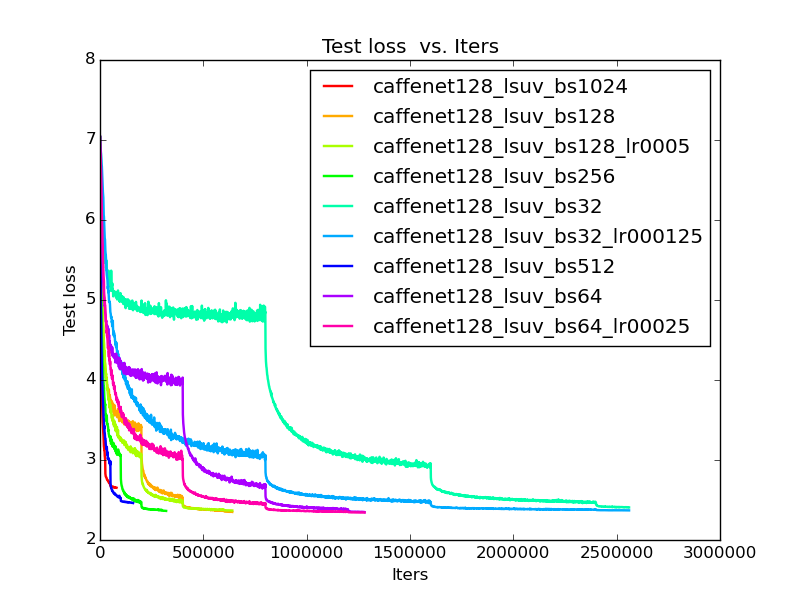 Test loss  vs. Iters
8
7
6
5
4
3
2
Test loss
caffenet128_lsuv_bs1024
caffenet128_lsuv_bs128
caffenet128_lsuv_bs128_lr0005
caffenet128_lsuv_bs256
caffenet128_lsuv_bs32
caffenet128_lsuv_bs32_lr000125
caffenet128_lsuv_bs512
caffenet128_lsuv_bs64
caffenet128_lsuv_bs64_lr00025
0 500000 1000000 1500000 2000000 2500000 3000000
Iters